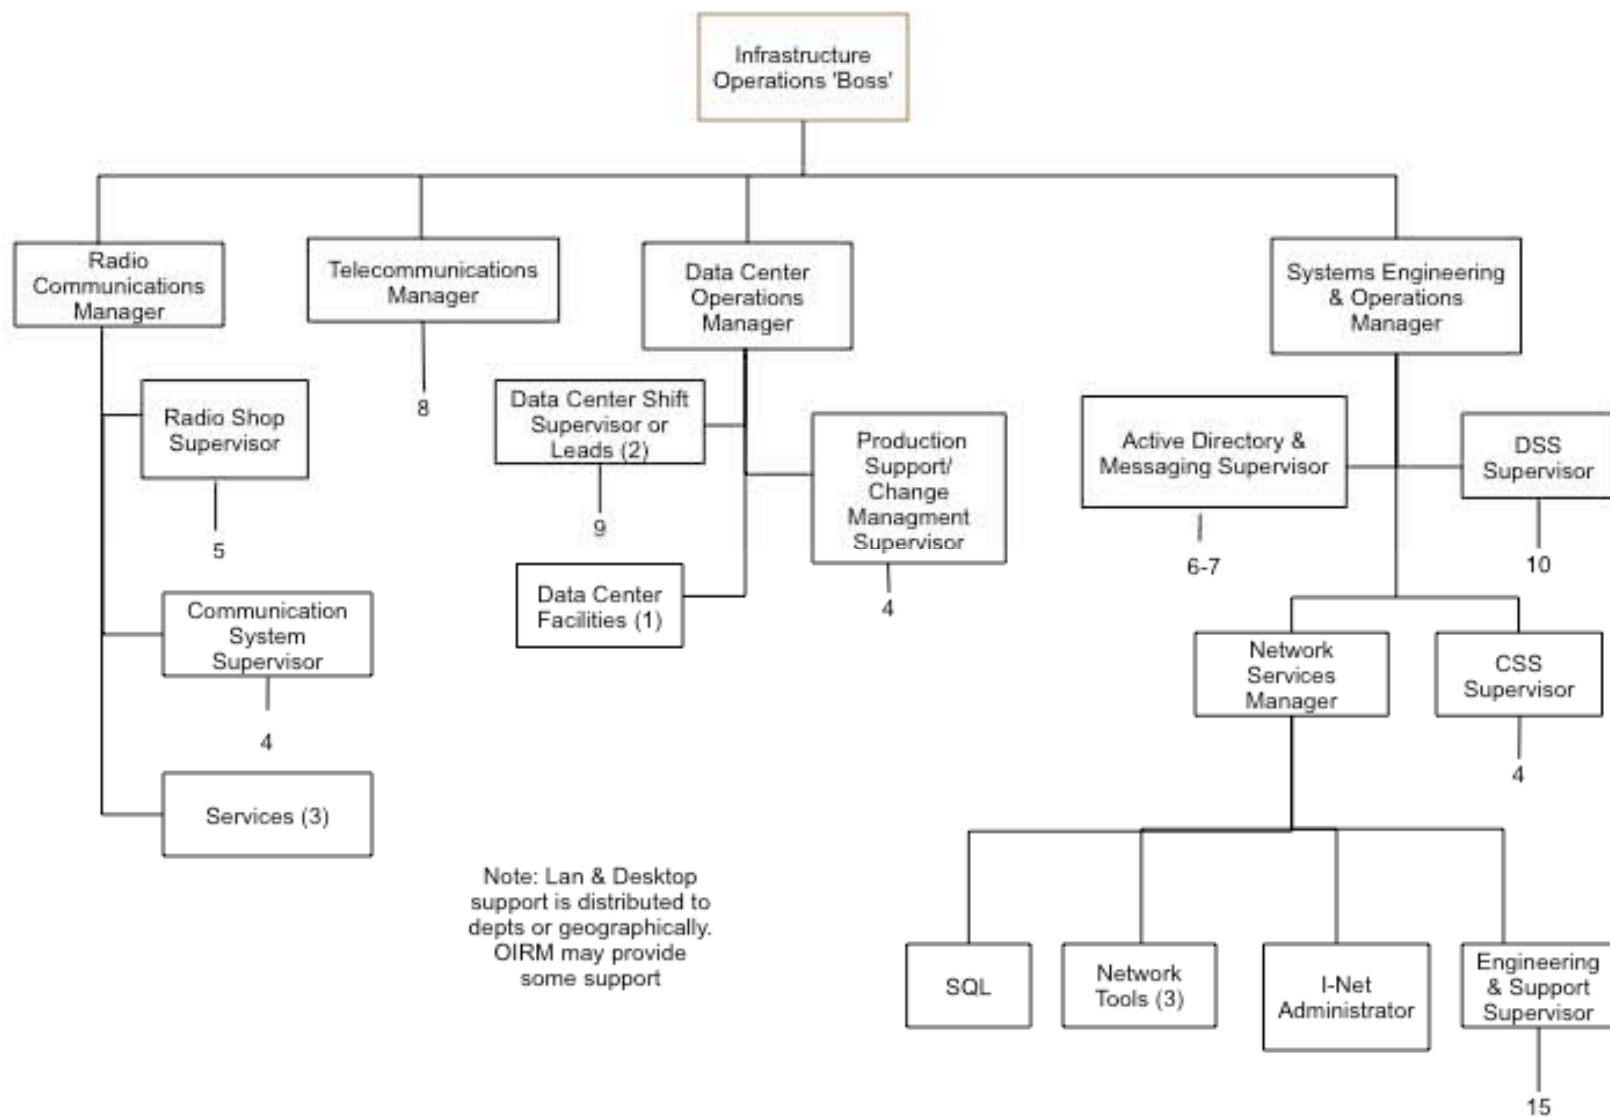 Infrastructure
Operations 'Boss'
Radio
Communications
Manager
Telecommunications
Manager
Data Center
Operations
Manager
Systems Engineering
& Operations
Manager
8
Radio Shop
Supervisor
5
Communication
System
Supervisor
4
Services (3)
Data Center Shift
Supervisor or
Leads (2)
9
Data Center
Facilities (1)
Production
Support/
Change
Managment
Supervisor
4
Active Directory &
Messaging Supervisor
6-7
DSS
Supervisor
10
Network
Services
Manager
CSS
Supervisor
4
SQL
Network
Tools (3)
I-Net
Administrator
Engineering
& Support
Supervisor
15
Note: Lan & Desktop
support is distributed to
depts or geographically.
OIRM may provide
some support